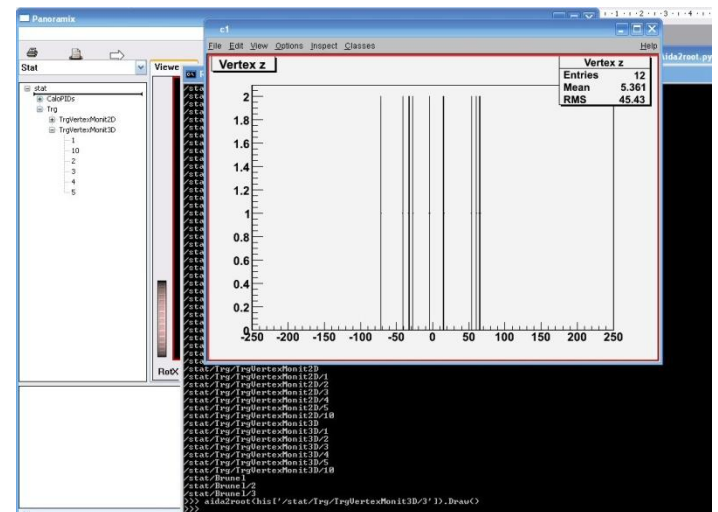 Panoramix
Stat
Viewe
stat
CaloPIDs
Trg
TrgVertexMonit2D
TrgVertexMonit3D
1
10
2
3
4
5
RotX
c1
File Edit View Options Inspect Classes Help
Vertex z
Vertex z
Entries 12
Mean 5.361
RMS 45.43
2
1.8
1.6
1.4
1.2
1
0.8
0.6
0.4
0.2
0
-250 -200 -150 -100 -50 0 50 100 150 200 250
aida2root.py
/stat/Trg/TrgVertexMonit2D
/stat/Trg/TrgVertexMonit2D/1
/stat/Trg/TrgVertexMonit2D/2
/stat/Trg/TrgVertexMonit2D/3
/stat/Trg/TrgVertexMonit2D/4
/stat/Trg/TrgVertexMonit2D/5
/stat/Trg/TrgVertexMonit2D/10
/stat/Trg/TrgVertexMonit3D
/stat/Trg/TrgVertexMonit3D/1
/stat/Trg/TrgVertexMonit3D/2
/stat/Trg/TrgVertexMonit3D/3
/stat/Trg/TrgVertexMonit3D/4
/stat/Trg/TrgVertexMonit3D/5
/stat/Trg/TrgVertexMonit3D/10
/stat/Brunel
/stat/Brunel/2
/stat/Brunel/3
>>> aida2root(his['/stat/Trg/TrgVertexMonit3D/3']).Draw()
>>>